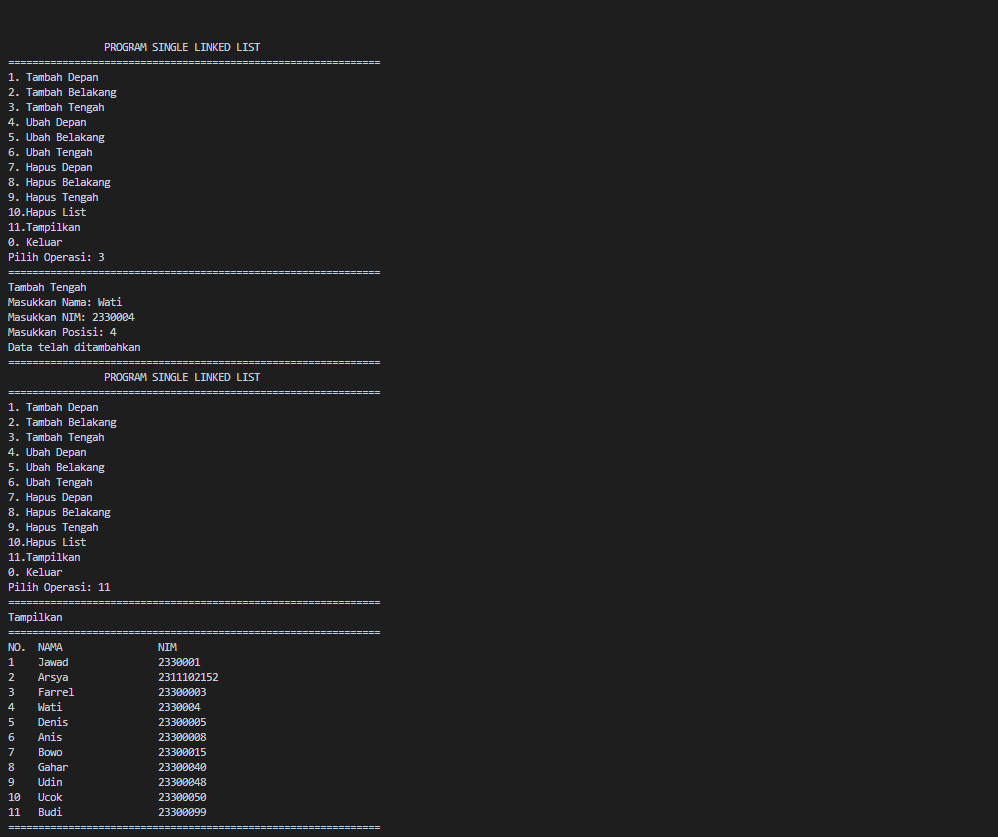 PROGRAM SINGLE LINKED LIST
==============================================================
1. Tambah Depan
2. Tambah Belakang
3. Tambah Tengah
4. Ubah Depan
5. Ubah Belakang
6. Ubah Tengah
7. Hapus Depan
8. Hapus Belakang
9. Hapus Tengah
10.Hapus List
11.Tampilkan
0. Keluar
Pilih Operasi: 3
==============================================================
Tambah Tengah
Masukkan Nama: Wati
Masukkan NIM: 2330004
Masukkan Posisi: 4
Data telah ditambahkan
==============================================================
PROGRAM SINGLE LINKED LIST
==============================================================
1. Tambah Depan
2. Tambah Belakang
3. Tambah Tengah
4. Ubah Depan
5. Ubah Belakang
6. Ubah Tengah
7. Hapus Depan
8. Hapus Belakang
9. Hapus Tengah
10.Hapus List
11.Tampilkan
0. Keluar
Pilih Operasi: 11
==============================================================
Tampilkan
==============================================================
NO. NAMA NIM
1 Jawad 2330001
2 Arsya 2311102152
3 Farrel 23300003
4 Wati 2330004
5 Denis 23300005
6 Anis 23300008
7 Bowo 23300015
8 Gahar 23300040
9 Udin 23300048
10 Ucok 23300050
11 Budi 23300099
==============================================================